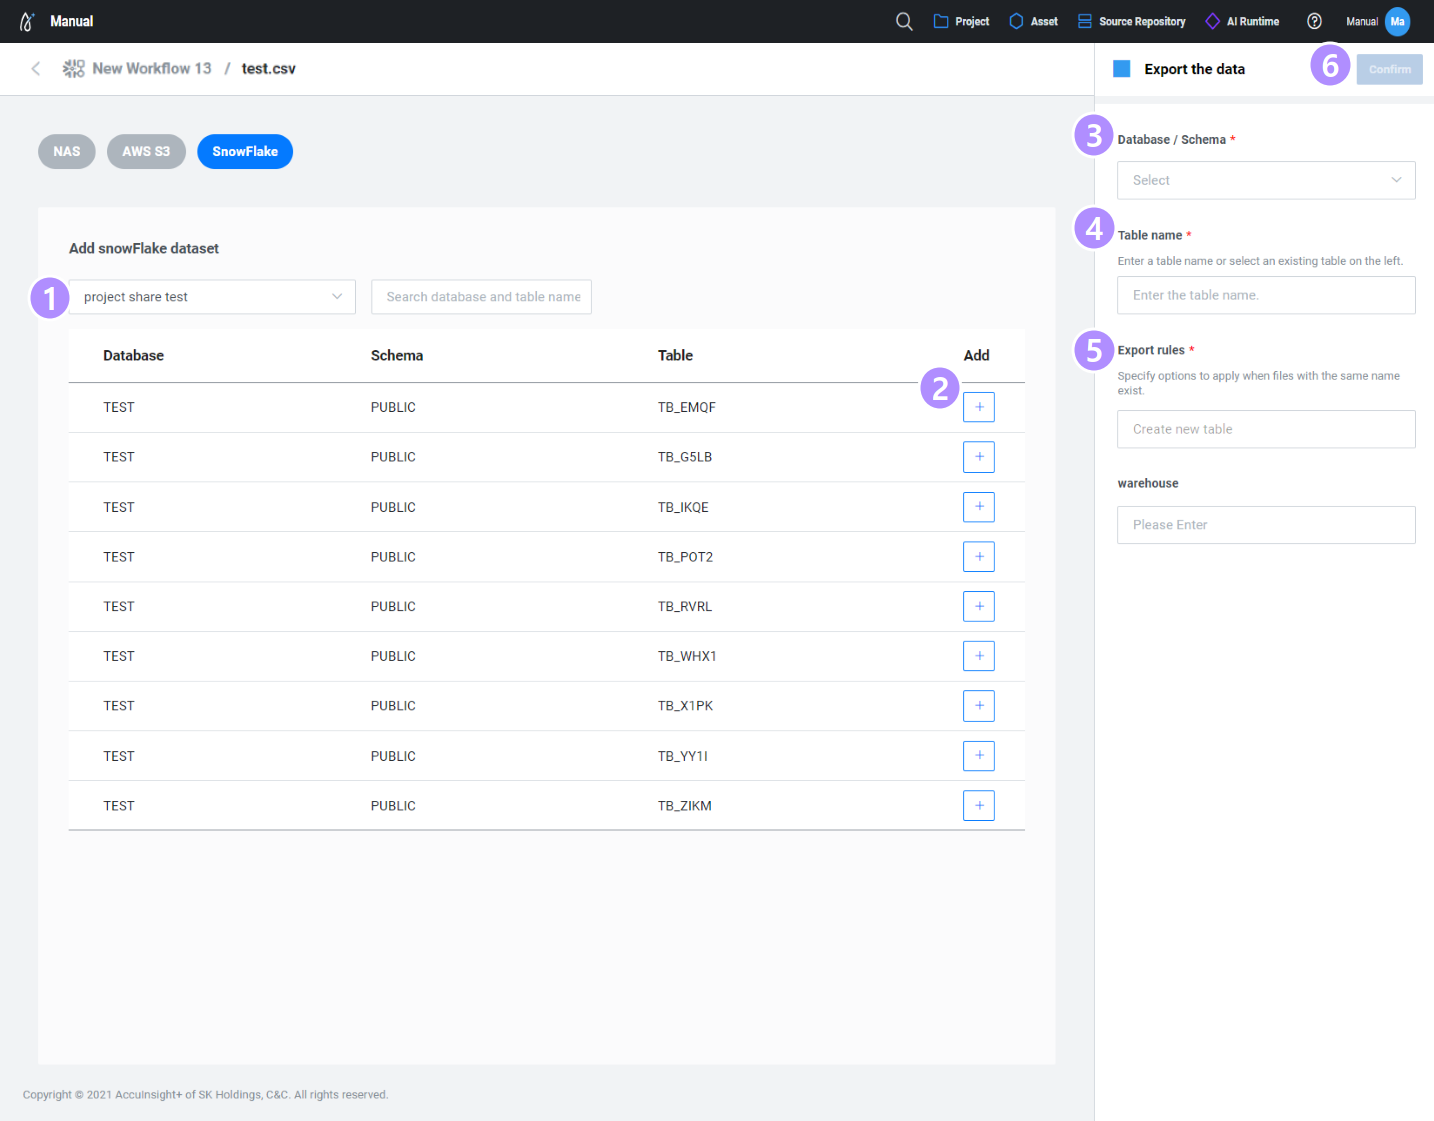 Manual
Project
Asset
Source Repository
AI Runtime
Manual
Ma
New Workflow 13 / test.csv
Export the data
6
Confirm
NAS
AWS S3
SnowFlake
3
Database / Schema *
Select
4
Table name *
Enter a table name or select an existing table on the left.
Enter the table name.
5
Export rules *
Specify options to apply when files with the same name
exist.
Create new table
warehouse
Please Enter
Add snowFlake dataset
1
project share test
Search database and table name
Database Schema Table Add
2
TEST PUBLIC TB_EMQF +
TEST PUBLIC TB_G5LB +
TEST PUBLIC TB_IKQE +
TEST PUBLIC TB_POT2 +
TEST PUBLIC TB_RVRL +
TEST PUBLIC TB_WHX1 +
TEST PUBLIC TB_X1PK +
TEST PUBLIC TB_YY1I +
TEST PUBLIC TB_ZIKM +
Copyright © 2021 AccuInsight+ of SK Holdings, C&C. All rights reserved.